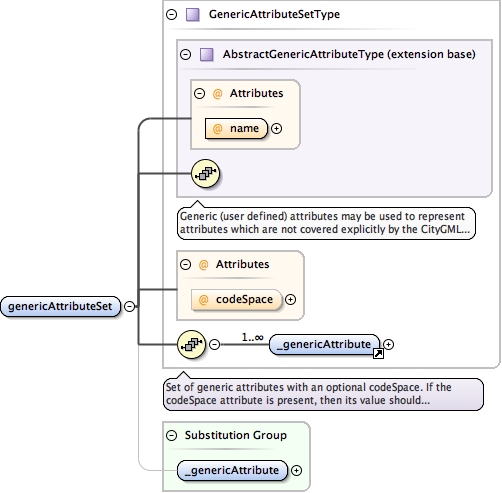 GenericAttributeSetType
AbstractGenericAttributeType (extension base)
@ Attributes
@ name
Generic (user defined) attributes may be used to represent
attributes which are not covered explicitly by the CityGML...
@ Attributes
@ codeSpace
genericAttributeSet
1..∞
_genericAttribute
Set of generic attributes with an optional codeSpace. If the
codeSpace attribute is present, then its value should...
Substitution Group
_genericAttribute